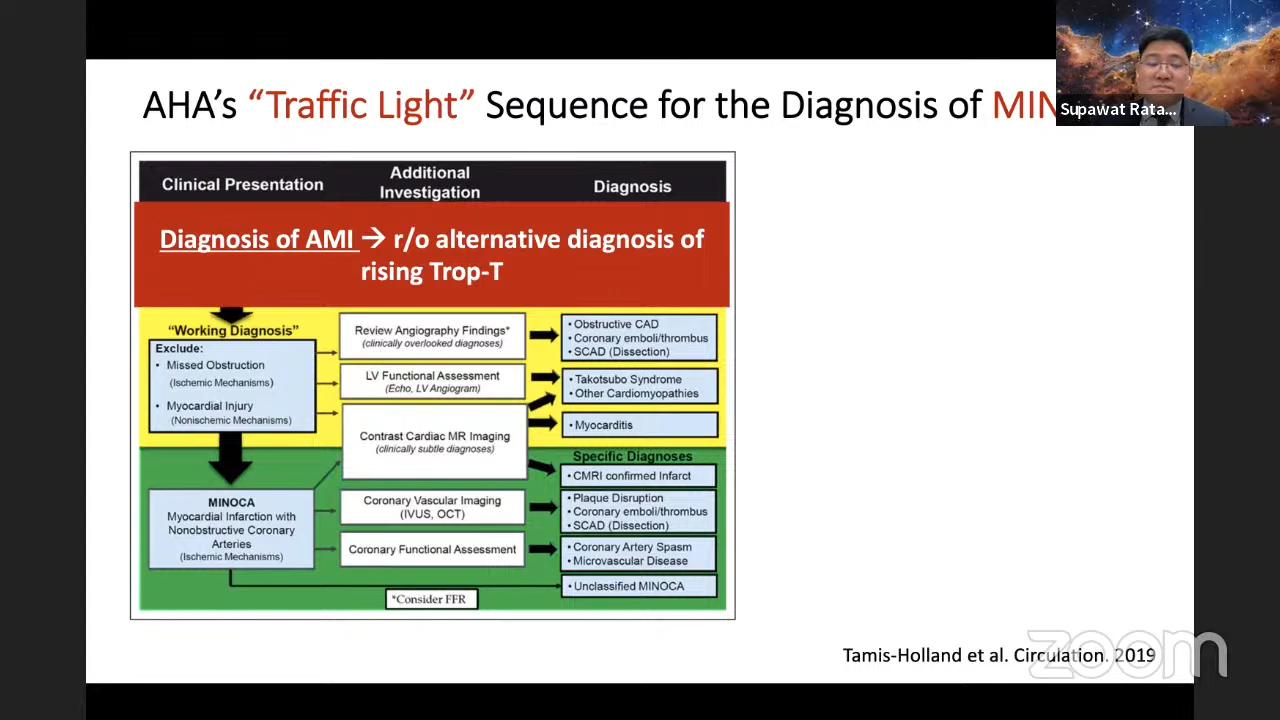 AHA's "Traffic Light" Sequence for the Diagnosis of MIN
Supawat Rata...
Clinical Presentation
Additional
Investigation
Diagnosis
Diagnosis of AMI → r/o alternative diagnosis of
rising Trop-T
"Working Diagnosis"
Exclude:
• Missed Obstruction
(Ischemic Mechanisms)
• Myocardial Injury
(Nonischemic Mechanisms)
Review Angiography Findings*
(clinically overlooked diagnoses)
• Obstructive CAD
• Coronary emboli/thrombus
• SCAD (Dissection)
LV Functional Assessment
(Echo, LV Angiogram)
• Takotsubo Syndrome
• Other Cardiomyopathies
Contrast Cardiac MR Imaging
(clinically subtle diagnoses)
• Myocarditis
Specific Diagnoses
• CMRI confirmed Infarct
MINOCA
Myocardial Infarction with
Nonobstructive Coronary
Arteries
(Ischemic Mechanisms)
Coronary Vascular Imaging
(IVUS, OCT)
• Plaque Disruption
• Coronary emboli/thrombus
• SCAD (Dissection)
Coronary Functional Assessment
• Coronary Artery Spasm
• Microvascular Disease
• Unclassified MINOCA
*Consider FFR
Tamis-Holland et al. Circulation. 2019
zoom